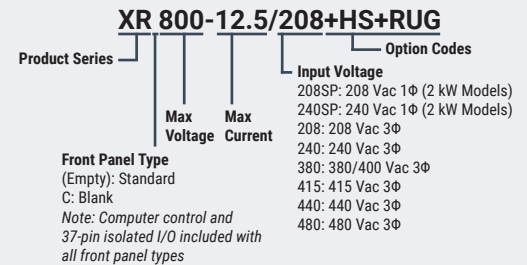 XR 800-12.5/208+HS+RUG
Product Series
Option Codes
Max
Voltage
Max
Current
Input Voltage
208SP: 208 Vac 1Φ (2 kW Models)
240SP: 240 Vac 1Φ (2 kW Models)
208: 208 Vac 3Φ
240: 240 Vac 3Φ
380: 380/400 Vac 3Φ
415: 415 Vac 3Φ
440: 440 Vac 3Φ
480: 480 Vac 3Φ
Front Panel Type
(Empty): Standard
C: Blank
Note: Computer control and
37-pin isolated I/O included with
all front panel types